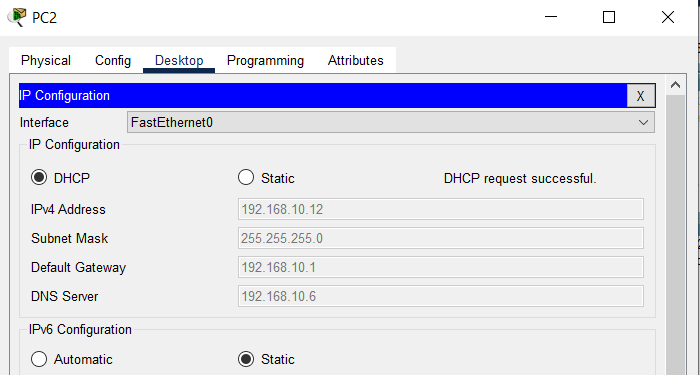 PC2
Physical Config Desktop Programming Attributes
IP Configuration X
Interface FastEthernet0
IP Configuration
DHCP Static DHCP request successful.
IPv4 Address 192.168.10.12
Subnet Mask 255.255.255.0
Default Gateway 192.168.10.1
DNS Server 192.168.10.6
IPv6 Configuration
Automatic Static